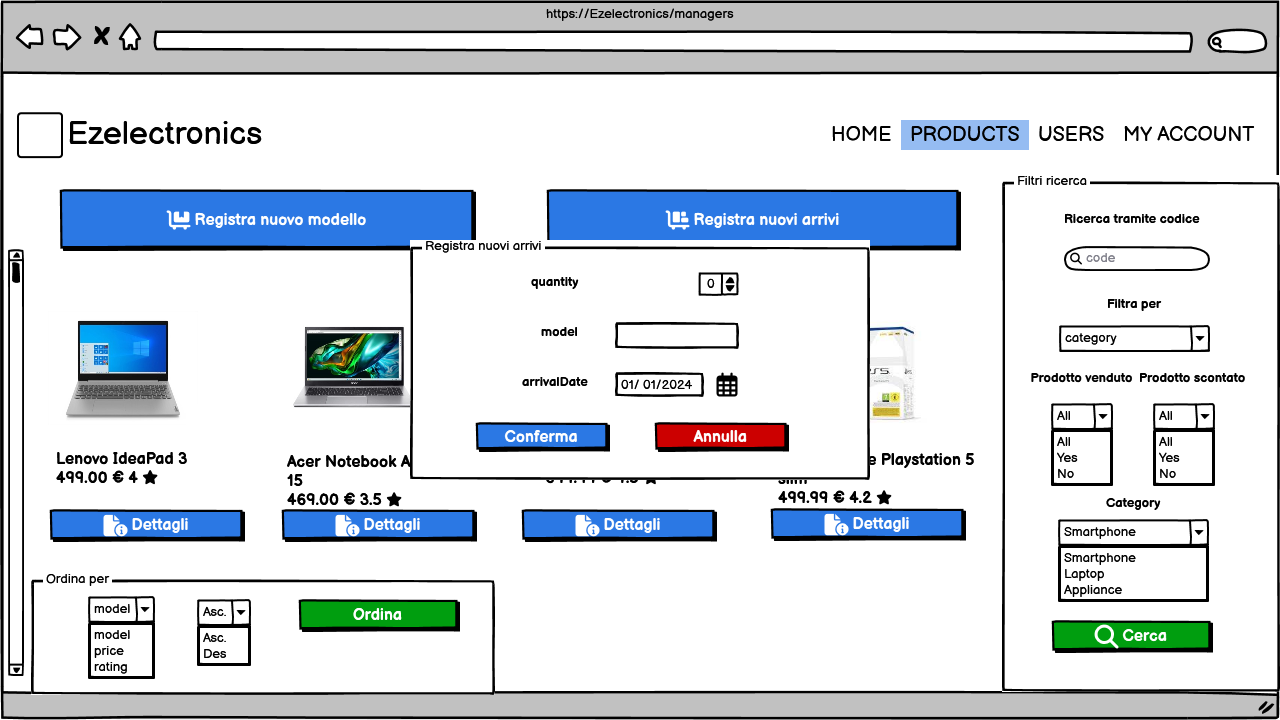 https://Ezelectronics/managers
Ezelectronics
HOME PRODUCTS USERS MY ACCOUNT
Registra nuovo modello
Registra nuovi arrivi
Registra nuovi arrivi
quantity
0
model
arrivalDate
01/ 01/2024
Conferma
Annulla
Lenovo IdeaPad 3
499.00 € 4 ★
Dettagli
Acer Notebook A
15
469.00 € 3.5 ★
Dettagli
Dettagli
e Playstation 5
499.99 € 4.2 ★
Dettagli
Ordina per
model
model
price
rating
Asc.
Asc.
Des
Ordina
Filtri ricerca
Ricerca tramite codice
code
Filtra per
category
Prodotto venduto
All
All
Yes
No
Prodotto scontato
All
All
Yes
No
Category
Smartphone
Smartphone
Laptop
Appliance
Cerca